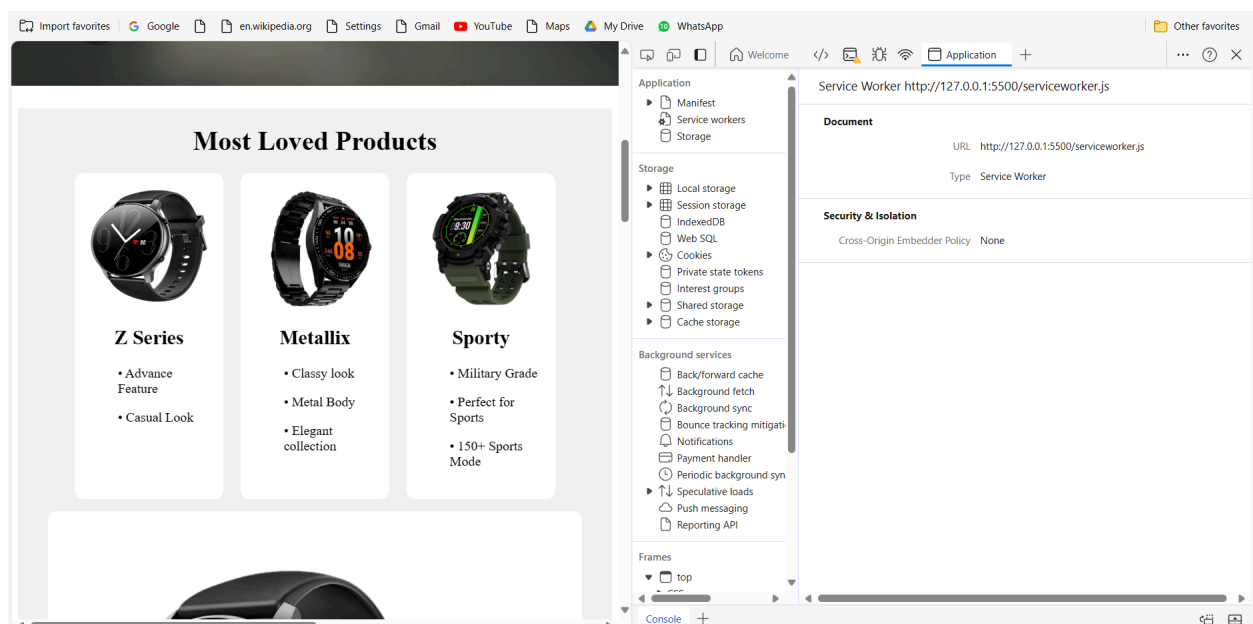 Import favorites
Google
en.wikipedia.org
Settings
Gmail
YouTube
Maps
My Drive
10 WhatsApp
Other favorites
Most Loved Products
Z Series
• Advance
Feature
• Casual Look
10
08
Metallix
• Classy look
• Metal Body
• Elegant
collection
9:30
Sporty
• Military Grade
• Perfect for
Sports
• 150+ Sports
Mode
Welcome
Application
Application
Manifest
Service workers
Storage
Storage
Local storage
Session storage
IndexedDB
Web SQL
Cookies
Private state tokens
Interest groups
Shared storage
Cache storage
Background services
Back/forward cache
Background fetch
Background sync
Bounce tracking mitigati
Notifications
Payment handler
Periodic background syn
Speculative loads
Push messaging
Reporting API
Frames
top
Service Worker http://127.0.0.1:5500/serviceworker.js
Document
URL http://127.0.0.1:5500/serviceworker.js
Type Service Worker
Security & Isolation
Cross-Origin Embedder Policy None
Console